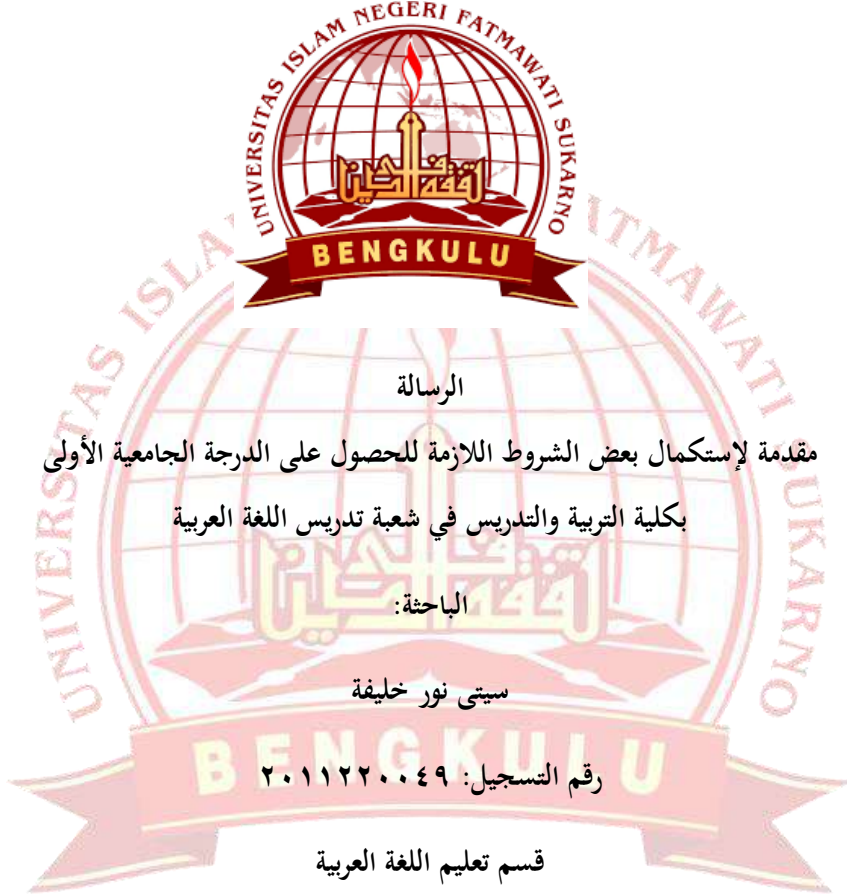 UNIVERSITAS ISLAM NEGERI FATMAWATI SUKARNO
BENGKULU
الرسالة
مقدمة لإستكمال بعض الشروط اللازمة للحصول على الدرجة الجامعية الأولى
بكلية التربية والتدريس في شعبة تدريس اللغة العربية
الباحثة:
سيتى نور خليفة
رقم التسجيل: ٢٠١١٢٢٠٠٤٩
قسم تعليم اللغة العربية